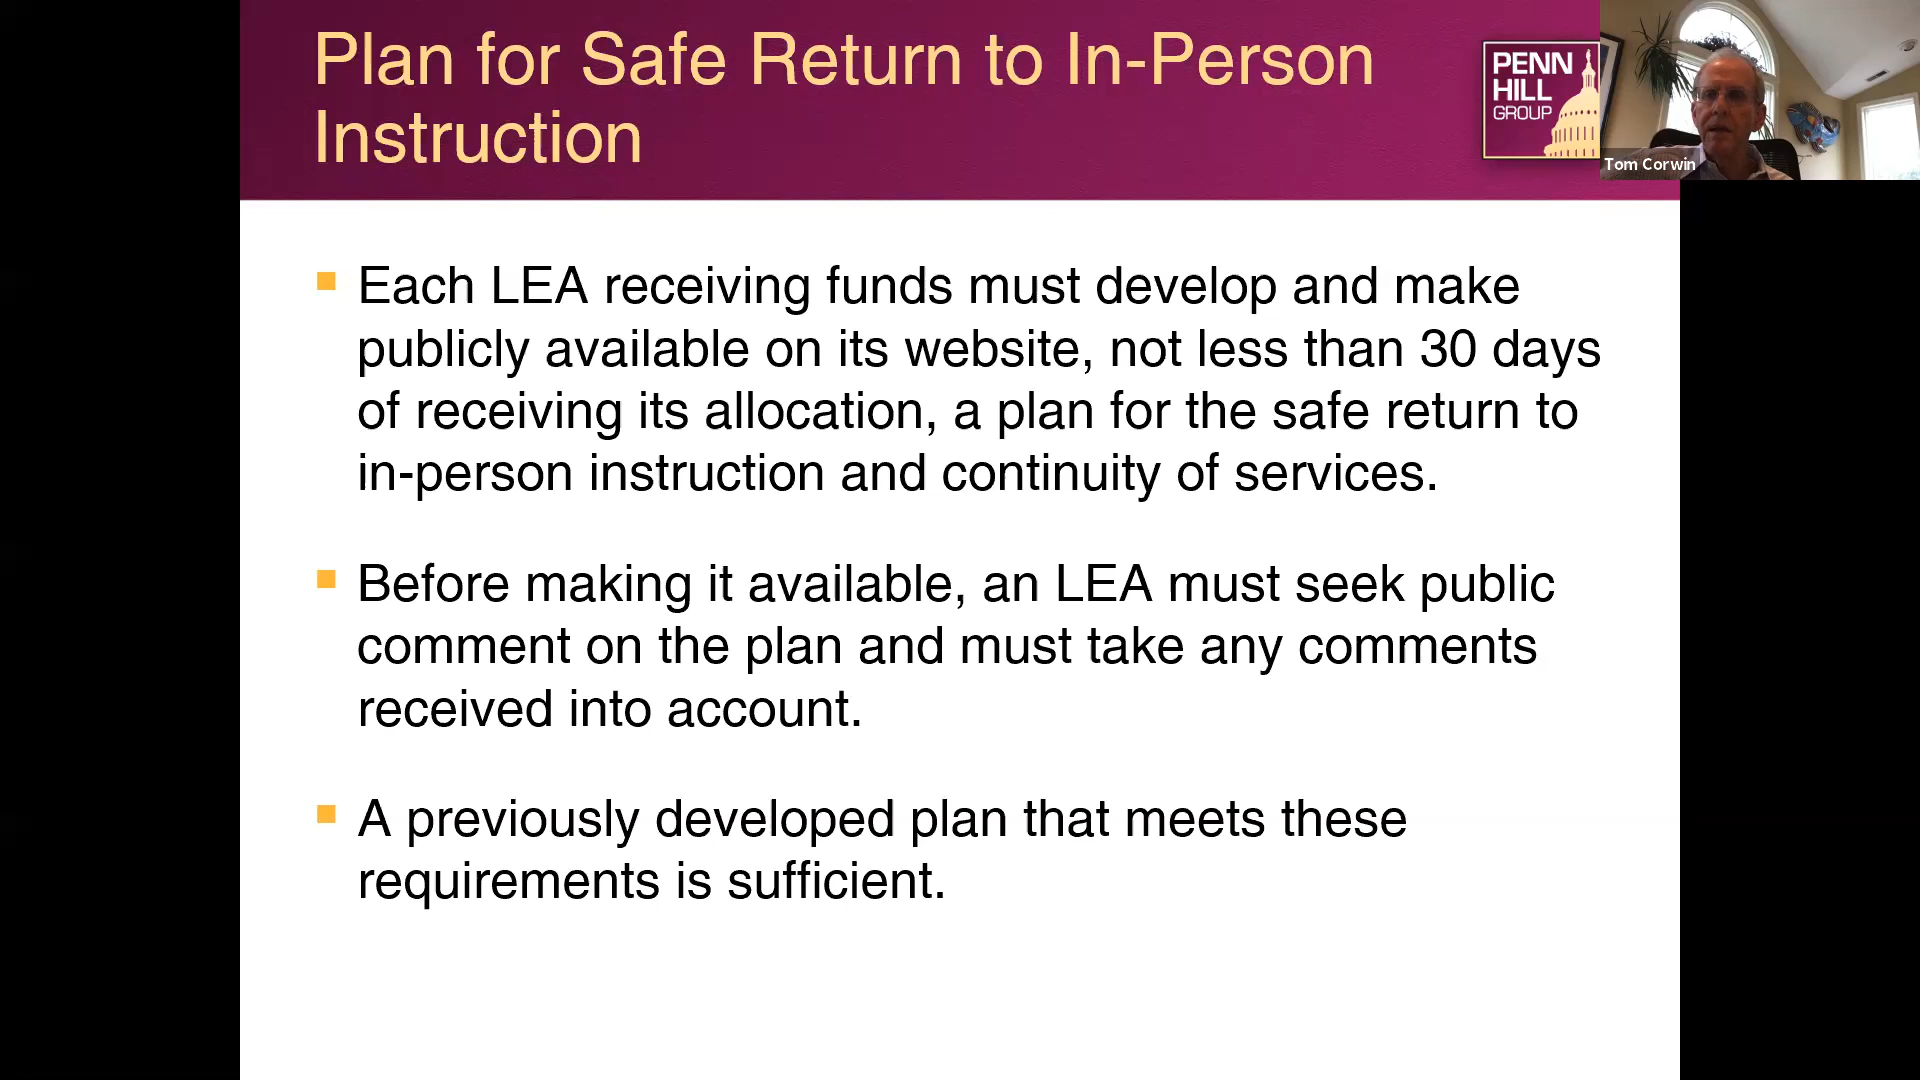 Plan for Safe Return to In-Person
Instruction
PENN
HILL
GROUP
Tom Corwin
Each LEA receiving funds must develop and make
publicly available on its website, not less than 30 days
of receiving its allocation, a plan for the safe return to
in-person instruction and continuity of services.
Before making it available, an LEA must seek public
comment on the plan and must take any comments
received into account.
A previously developed plan that meets these
requirements is sufficient.